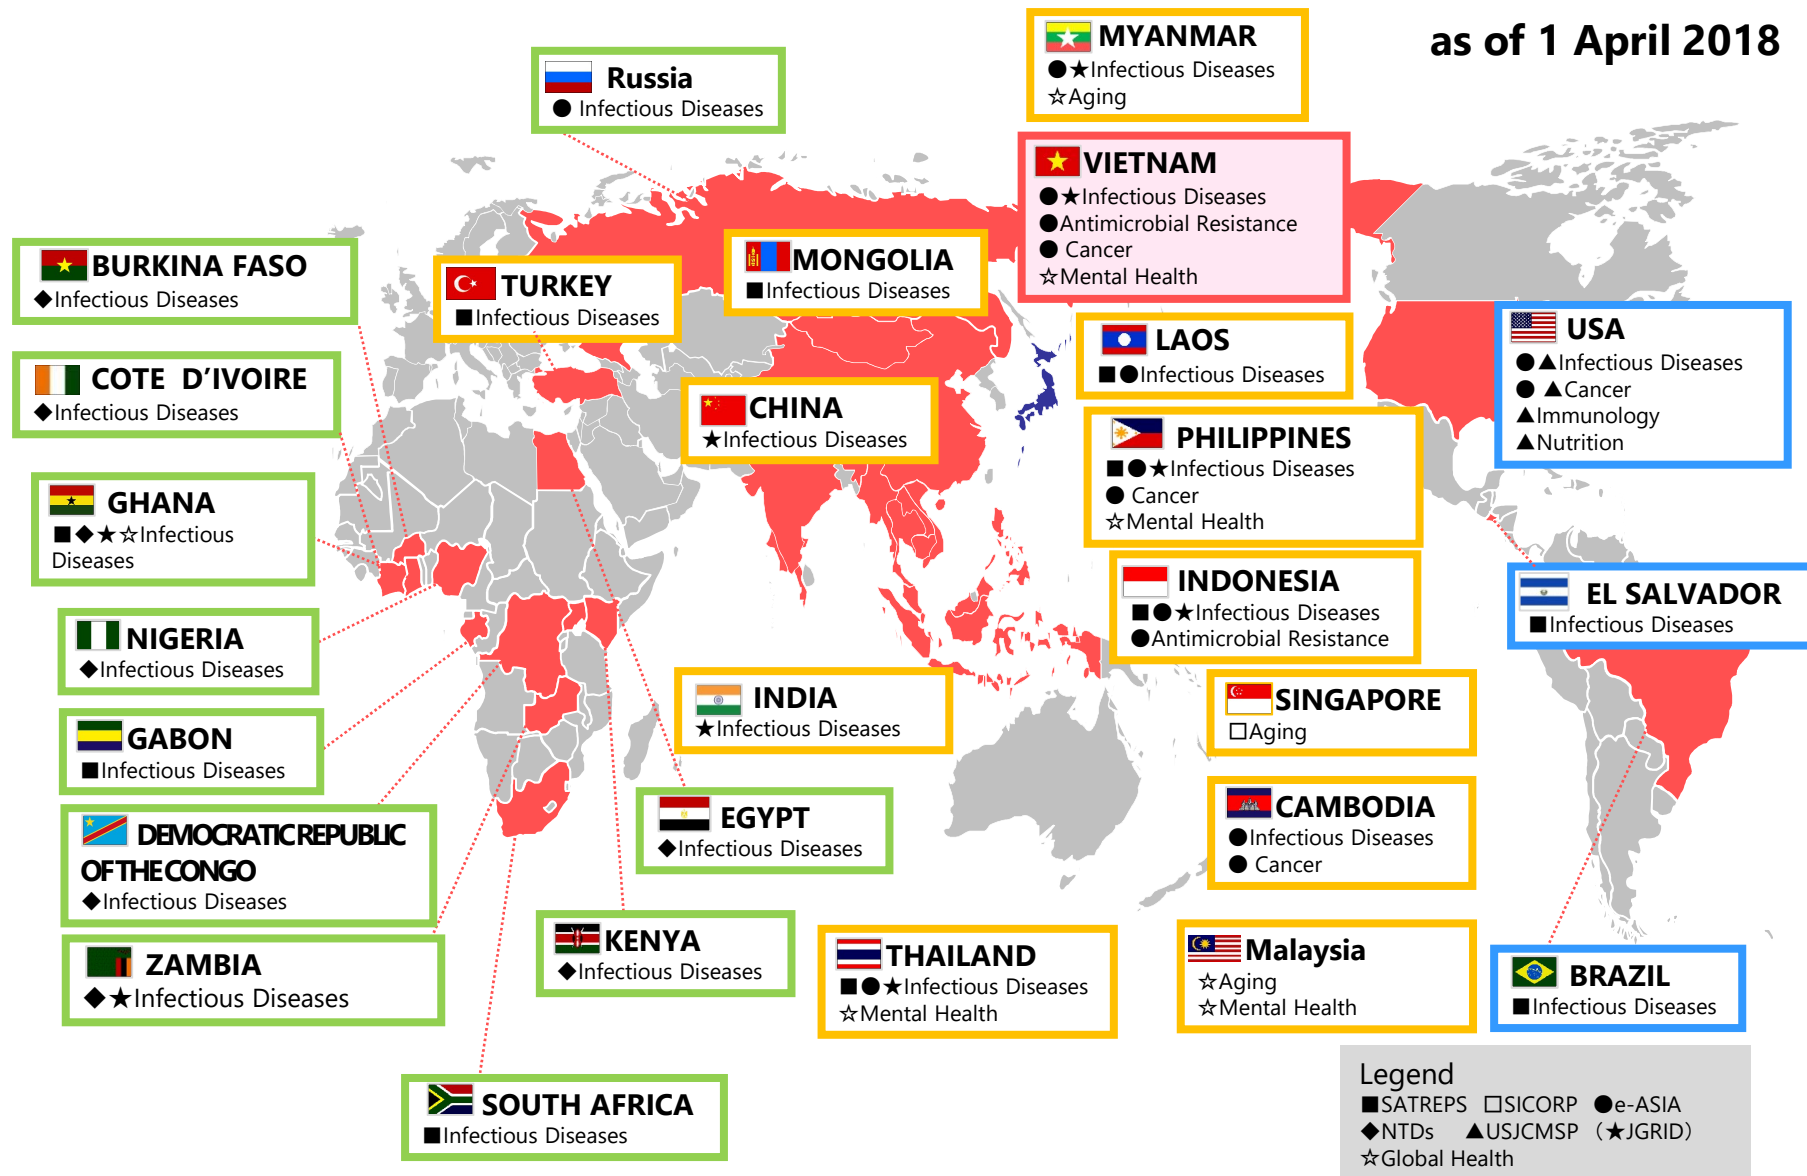 as of 1 April 2018
MYANMAR
●★Infectious Diseases
☆Aging
Russia
● Infectious Diseases
VIETNAM
●★Infectious Diseases
●Antimicrobial Resistance
● Cancer
☆Mental Health
BURKINA FASO
◆Infectious Diseases
TURKEY
■Infectious Diseases
MONGOLIA
■Infectious Diseases
LAOS
■●Infectious Diseases
USA
●▲Infectious Diseases
● ▲Cancer
▲Immunology
▲Nutrition
COTE D'IVOIRE
◆Infectious Diseases
CHINA
★Infectious Diseases
PHILIPPINES
■●★Infectious Diseases
● Cancer
☆Mental Health
GHANA
■◆★☆Infectious
Diseases
INDONESIA
■●★Infectious Diseases
●Antimicrobial Resistance
EL SALVADOR
■Infectious Diseases
NIGERIA
◆Infectious Diseases
INDIA
★Infectious Diseases
SINGAPORE
□Aging
GABON
■Infectious Diseases
EGYPT
◆Infectious Diseases
CAMBODIA
●Infectious Diseases
● Cancer
DEMOCRATIC REPUBLIC
OF THE CONGO
◆Infectious Diseases
KENYA
◆Infectious Diseases
THAILAND
■●★Infectious Diseases
☆Mental Health
Malaysia
☆Aging
☆Mental Health
BRAZIL
■Infectious Diseases
ZAMBIA
◆★Infectious Diseases
SOUTH AFRICA
■Infectious Diseases
Legend
■SATREPS □SICORP ●e-ASIA
◆NTDs ▲USJCMSP （★JGRID）
☆Global Health